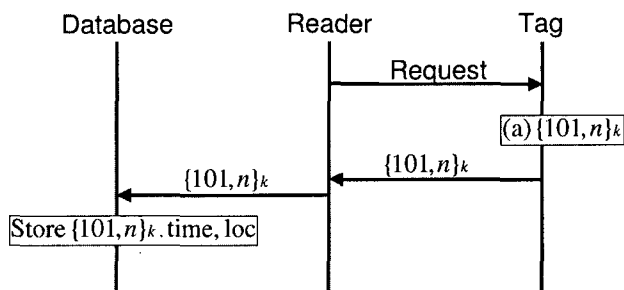 Database Reader Tag
Request
(a) {101,n}k
{101,n}k
{101,n}k
Store {101,n}k. time, loc